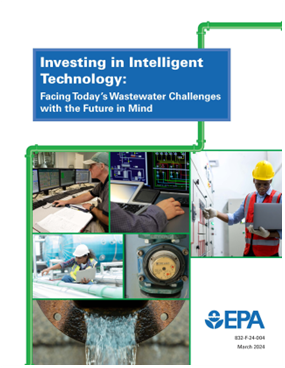 Investing in Intelligent
Technology:
Facing Today's Wastewater Challenges
with the Future in Mind
EPA
832-F-24-004
March 2024